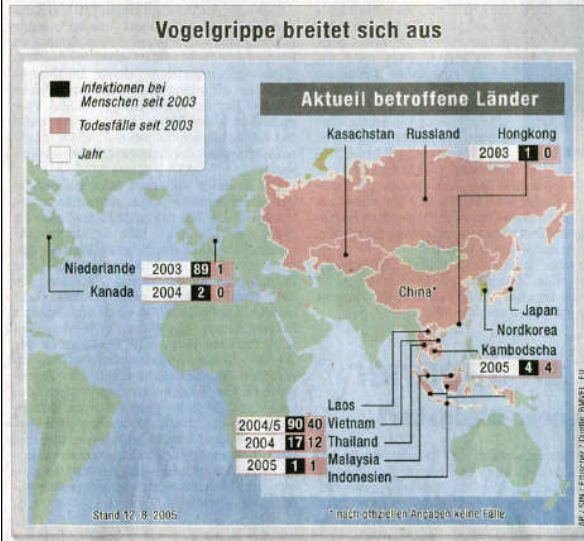 Vogelgrippe breitet sich aus
Infektionen bei
Menschen seit 2003
Todesfälle seit 2003
Jahr
Aktuell betroffene Länder
Kasachstan Russland Hongkong
2003 1 0
Niederlande 2003 89 1
Kanada 2004 2 0
China*
Japan
Nordkorea
Kambodscha
2005 4 4
Laos
2004/5 90 40 Vietnam
2004 17 12 Thailand
Malaysia
2005 1 1
Indonesien
Stand 12. 8. 2005
* nach offiziellen Angaben keine Fälle